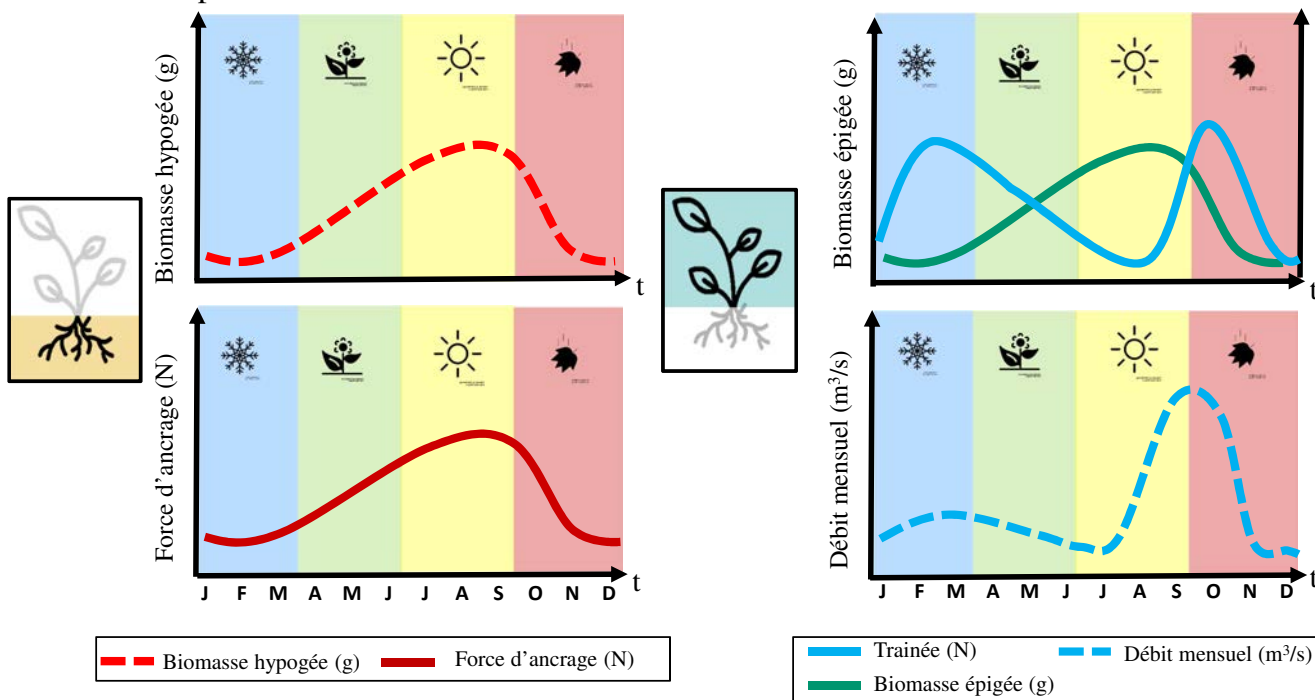 Biomasse hypogée (g)
t
Biomasse épigée (g)
t
Force d'ancrage (N)
t
J F M A M J J A S O N D
Débit mensuel (m³/s)
t
J F M A M J J A S O N D
Biomasse hypogée (g) Force d'ancrage (N)
Trainée (N) Débit mensuel (m³/s)
Biomasse épigée (g)